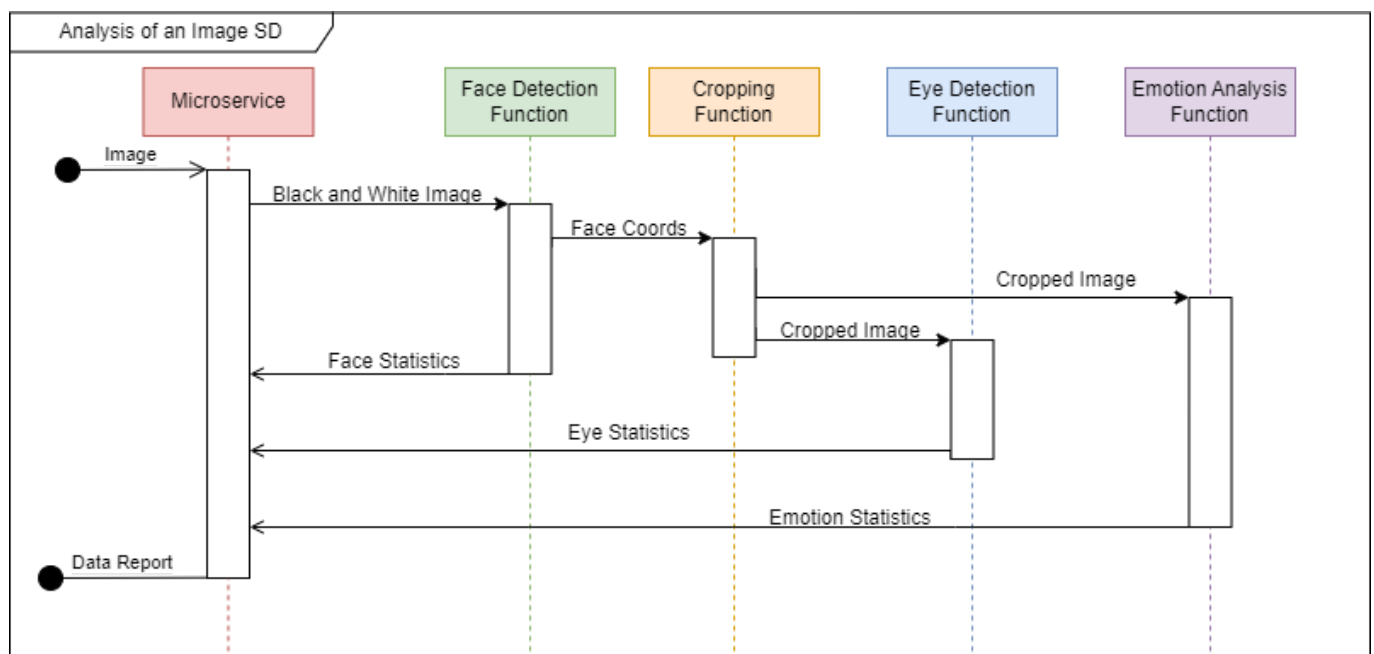 Analysis of an Image SD
Microservice
Face Detection
Function
Cropping
Function
Eye Detection
Function
Emotion Analysis
Function
Image
Black and White Image
Face Coords
Cropped Image
Cropped Image
Face Statistics
Eye Statistics
Emotion Statistics
Data Report